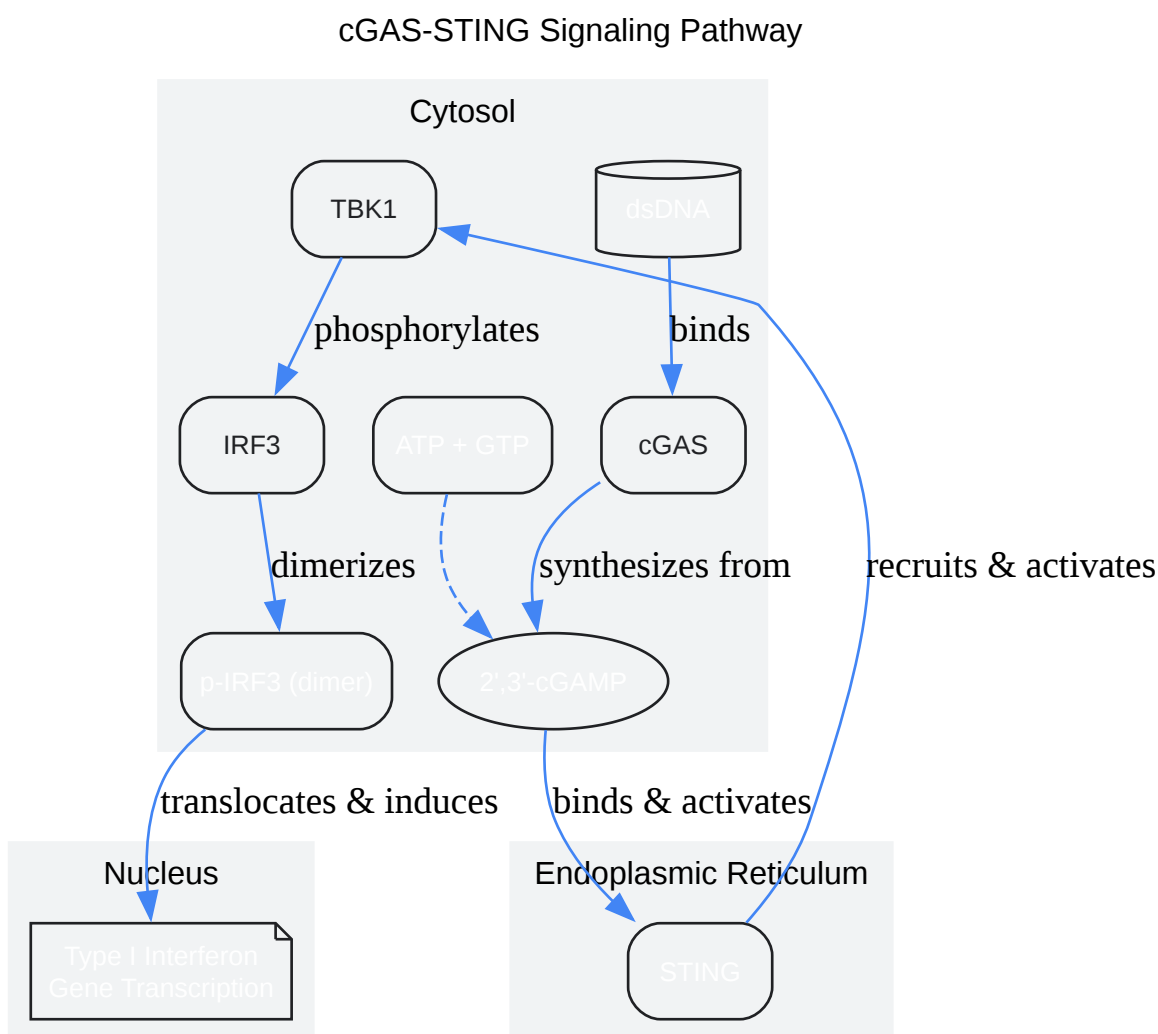 cGAS-STING Signaling Pathway
Cytosol
TBK1
dsDNA
phosphorylates
binds
IRF3
ATP + GTP
cGAS
dimerizes
synthesizes from
recruits & activates
p-IRF3 (dimer)
2',3'-cGAMP
translocates & induces
binds & activates
Nucleus
Endoplasmic Reticulum
Type I Interferon
Gene Transcription
STING